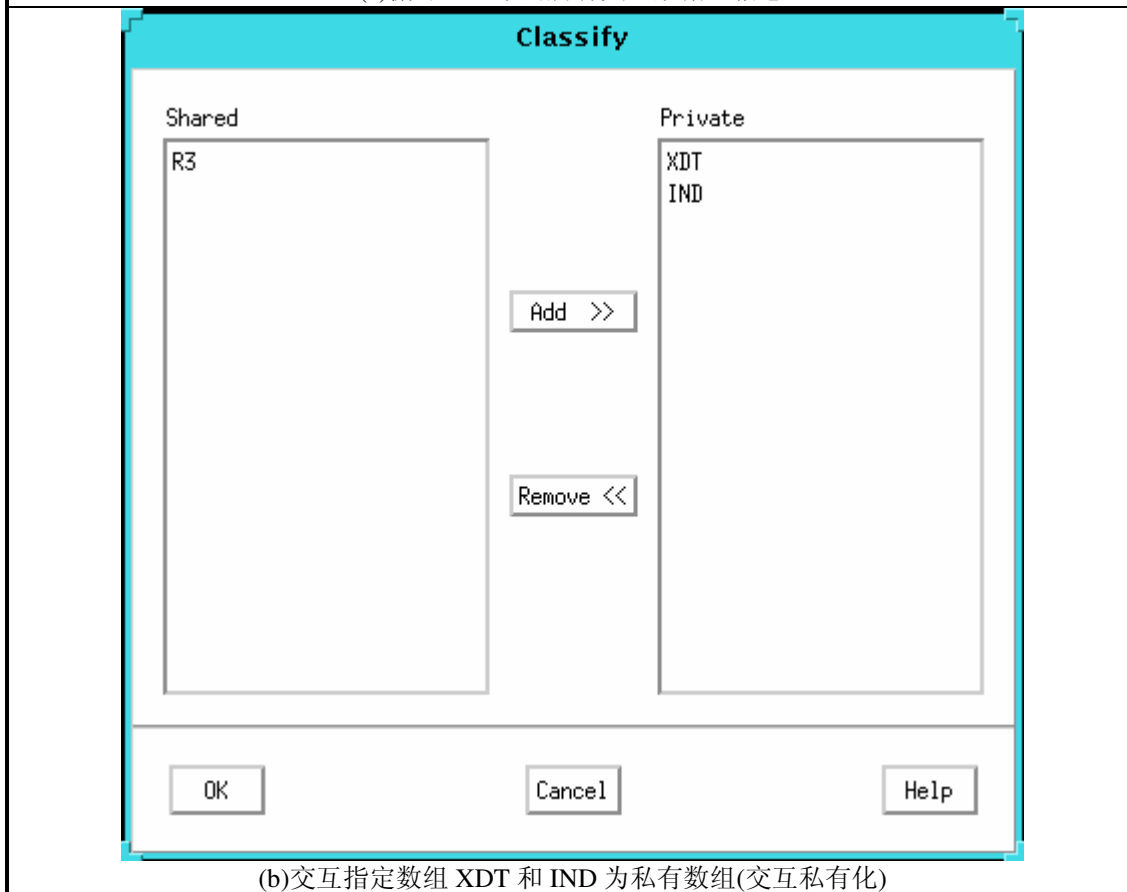 Classify
Shared
Private
R3
XDT
IND
Add >>
Remove <<
OK
Cancel
Help
(b)交互指定数组 XDT 和 IND 为私有数组(交互私有化)